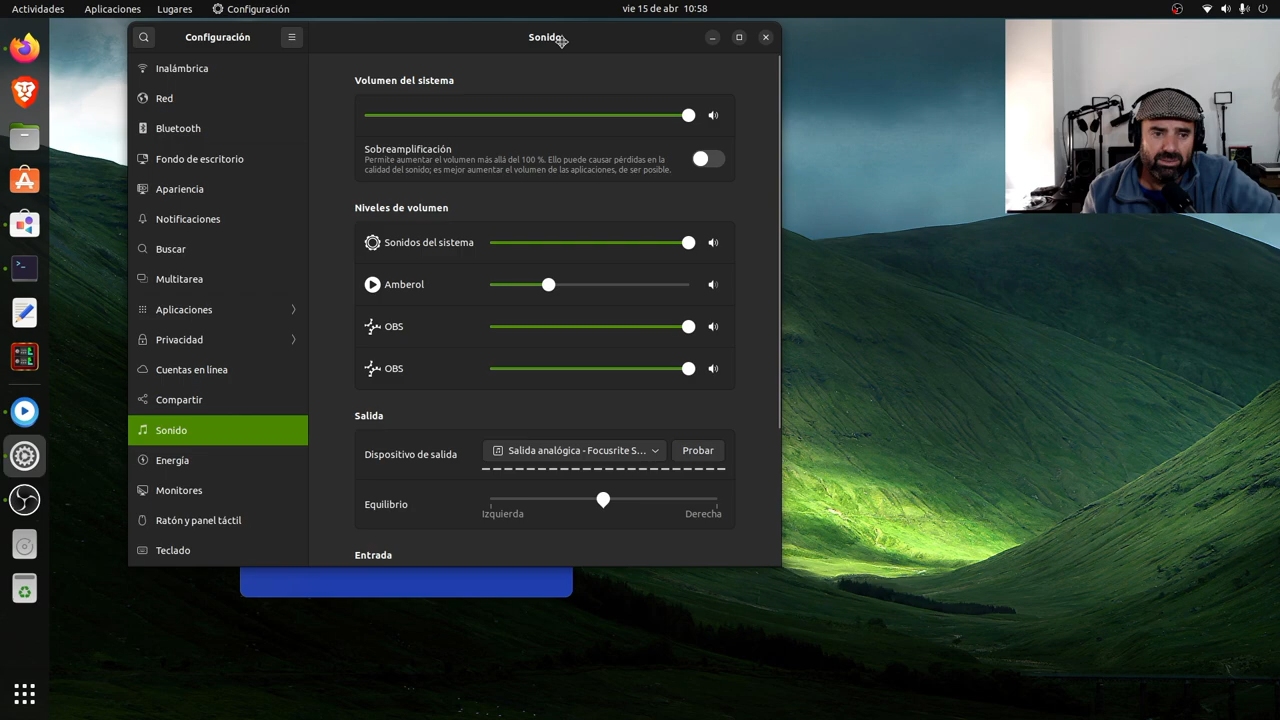 Actividades Aplicaciones Lugares Configuración vie 15 de abr 10:58
Configuración
Sonido
Inalámbrica
Red
Bluetooth
Fondo de escritorio
Apariencia
Notificaciones
Buscar
Multitarea
Aplicaciones
Privacidad
Cuentas en línea
Compartir
Sonido
Energía
Monitores
Ratón y panel táctil
Teclado
Volumen del sistema
Sobreamplificación
Permite aumentar el volumen más allá del 100 %. Ello puede causar pérdidas en la
calidad del sonido; es mejor aumentar el volumen de las aplicaciones, de ser posible.
Niveles de volumen
Sonidos del sistema
Amberol
OBS
OBS
Salida
Dispositivo de salida Salida analógica - Focusrite S... Probar
Equilibrio
Izquierda Derecha
Entrada